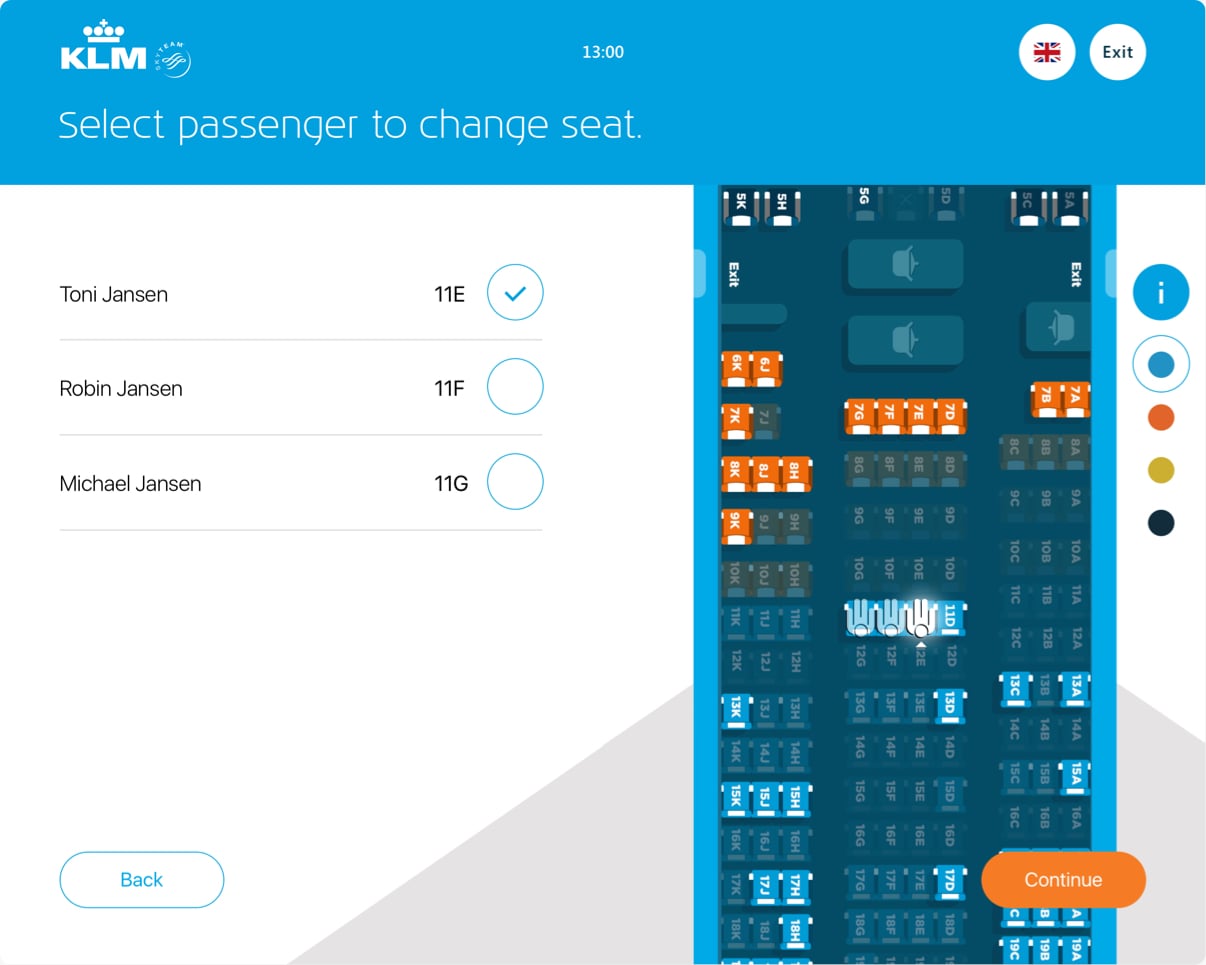 KLM
SKYTEAM
13:00
Exit
Select passenger to change seat.
Toni Jansen 11E
Robin Jansen 11F
Michael Jansen 11G
Back
Continue
i
5K 5H 5G 5D 5C 5A
Exit Exit
6K 6J
7K 7J 7G 7F 7E 7D 7B 7A
8K 8J 8H 8G 8F 8E 8D 8C 8B 8A
9K 9J 9H 9G 9F 9E 9D 9C 9B 9A
10K 10J 10H 10G 10F 10E 10D 10C 10B 10A
11K 11J 11H 11D 11C 11B 11A
12K 12J 12H 12G 12F 12E 12D 12C 12B 12A
13K 13J 13H 13G 13F 13E 13D 13C 13B 13A
14K 14J 14H 14G 14F 14E 14D 14C 14B 14A
15K 15J 15H 15G 15F 15E 15D 15C 15B 15A
16K 16J 16H 16G 16F 16E 16D 16C 16B 16A
17K 17J 17H 17G 17F 17E 17D
18K 18J 18H 18G 18F 18E 18D C B A
19C 19B 19A